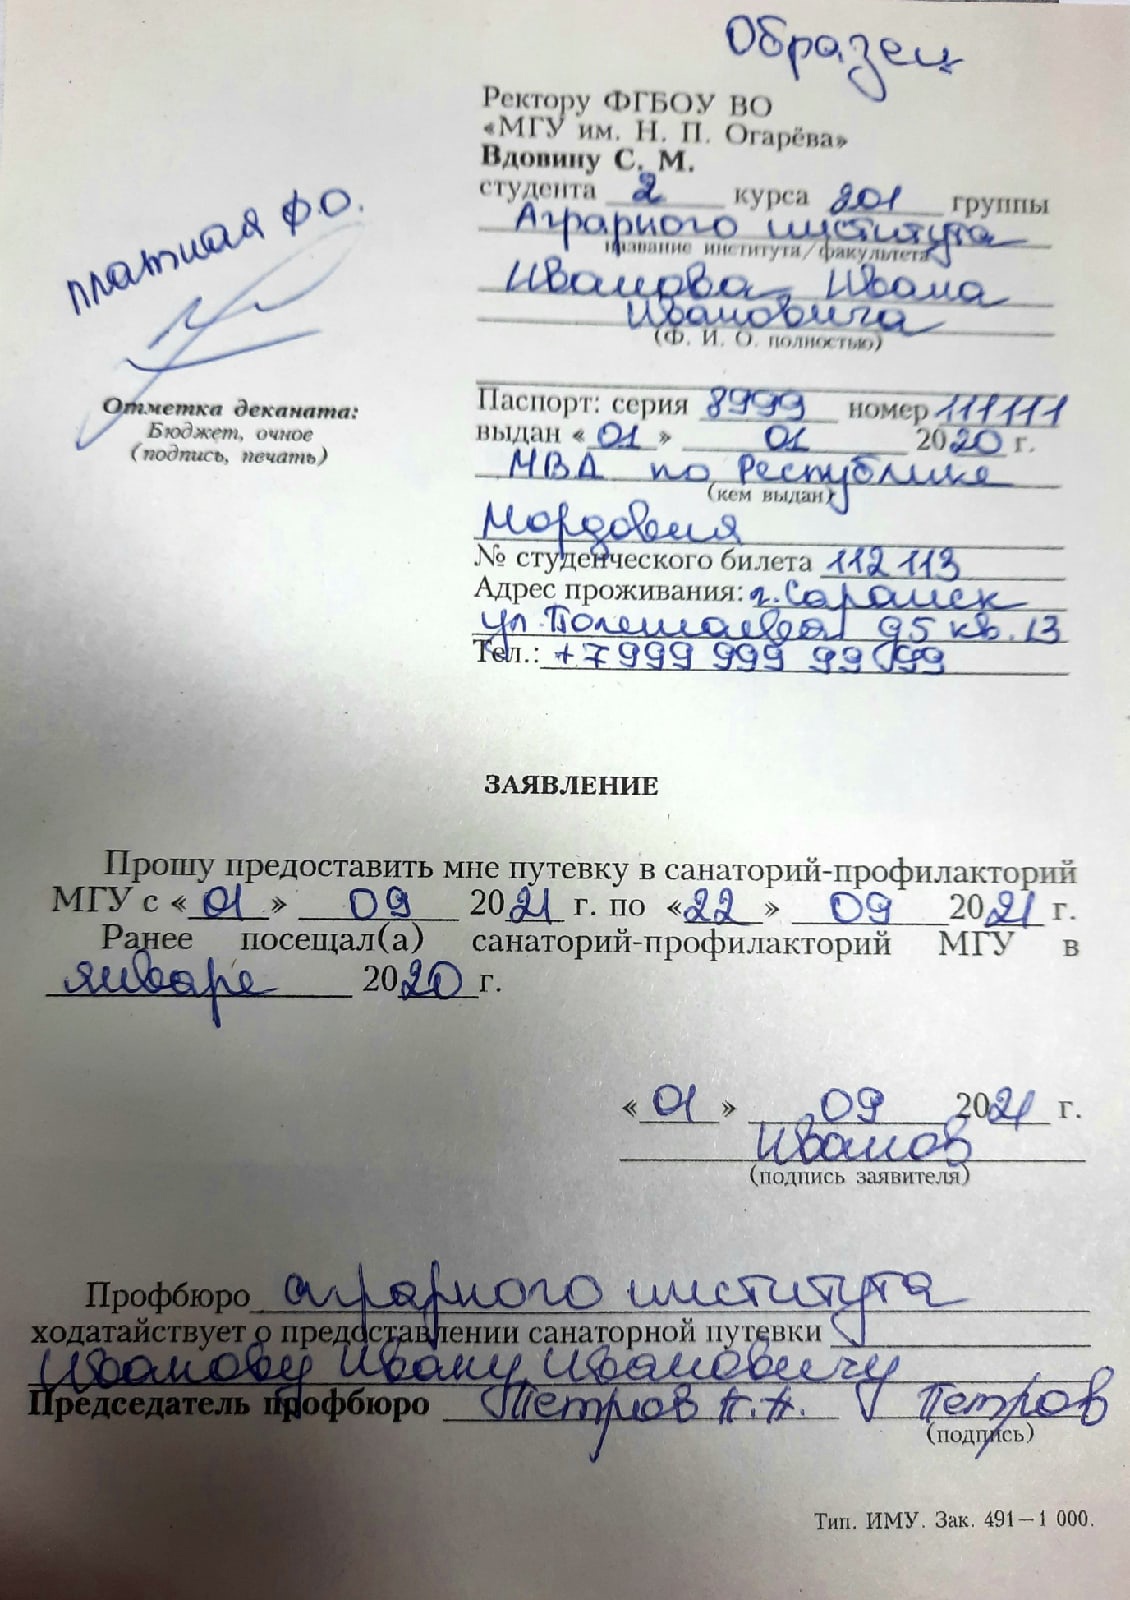 Образец
Ректору ФГБОУ ВО
«МГУ им. Н. П. Огарёва»
Вдовину С. М.
студента 2 курса 201 группы
Аграрного института
название института/факультета
Иванова Ивана
Ивановича
(Ф. И. О. полностью)
платная ф.о.
Отметка деканата:
Бюджет, очное
(подпись, печать)
Паспорт: серия 8999 номер 111111
выдан «01» 01 2020 г.
МВД по Республике
(кем выдан)
Мордовия
№ студенческого билета 112113
Адрес проживания: г. Саранск
ул. Полежаева 95 кв. 13
Тел.: +7 999 999 99 99
ЗАЯВЛЕНИЕ
Прошу предоставить мне путевку в санаторий-профилакторий
МГУ с «01» 09 2021 г. по «22» 09 2021 г.
Ранее посещал(а) санаторий-профилакторий МГУ в
январе 2020 г.
«01» 09 2021 г.
Иванов
(подпись заявителя)
Профбюро аграрного института
ходатайствует о предоставлении санаторной путевки
Иванову Ивану Ивановичу
Председатель профбюро Петров П.П. Петров
(подпись)
Тип. ИМУ. Зак. 491—1 000.